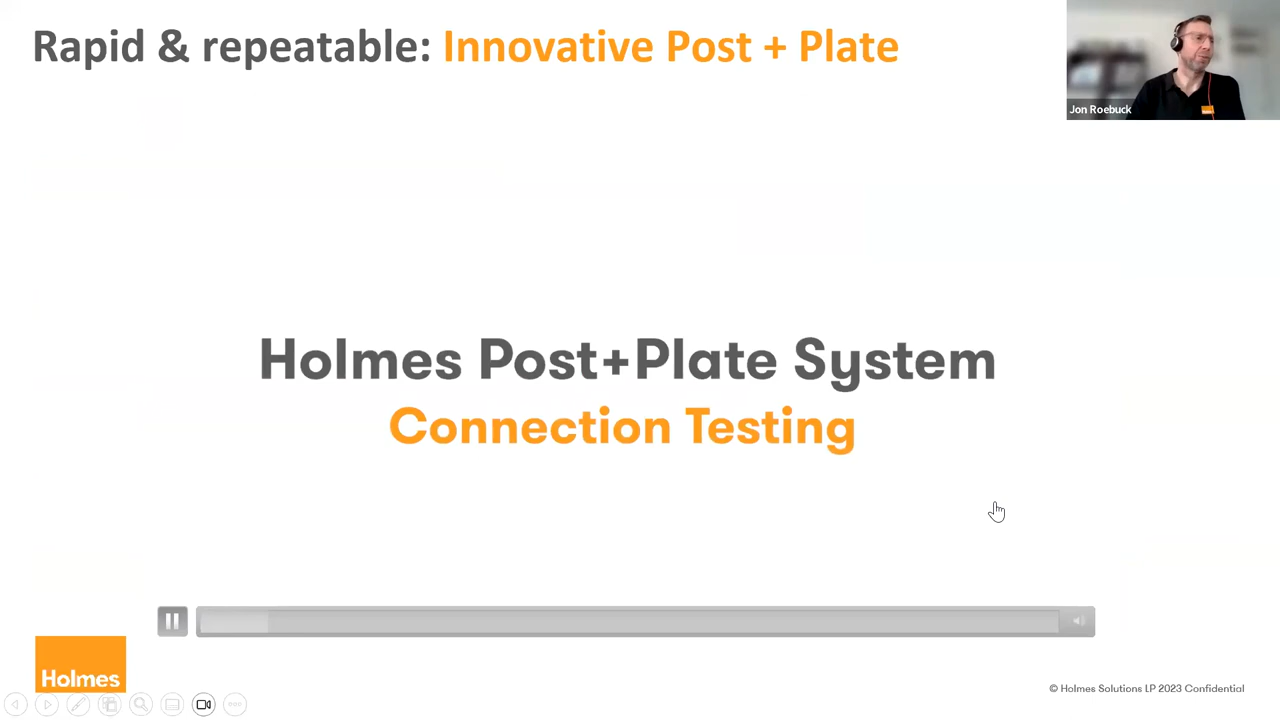 Rapid & repeatable: Innovative Post + Plate
Jon Roebuck
Holmes Post+Plate System
Connection Testing
Holmes
© Holmes Solutions LP 2023 Confidential